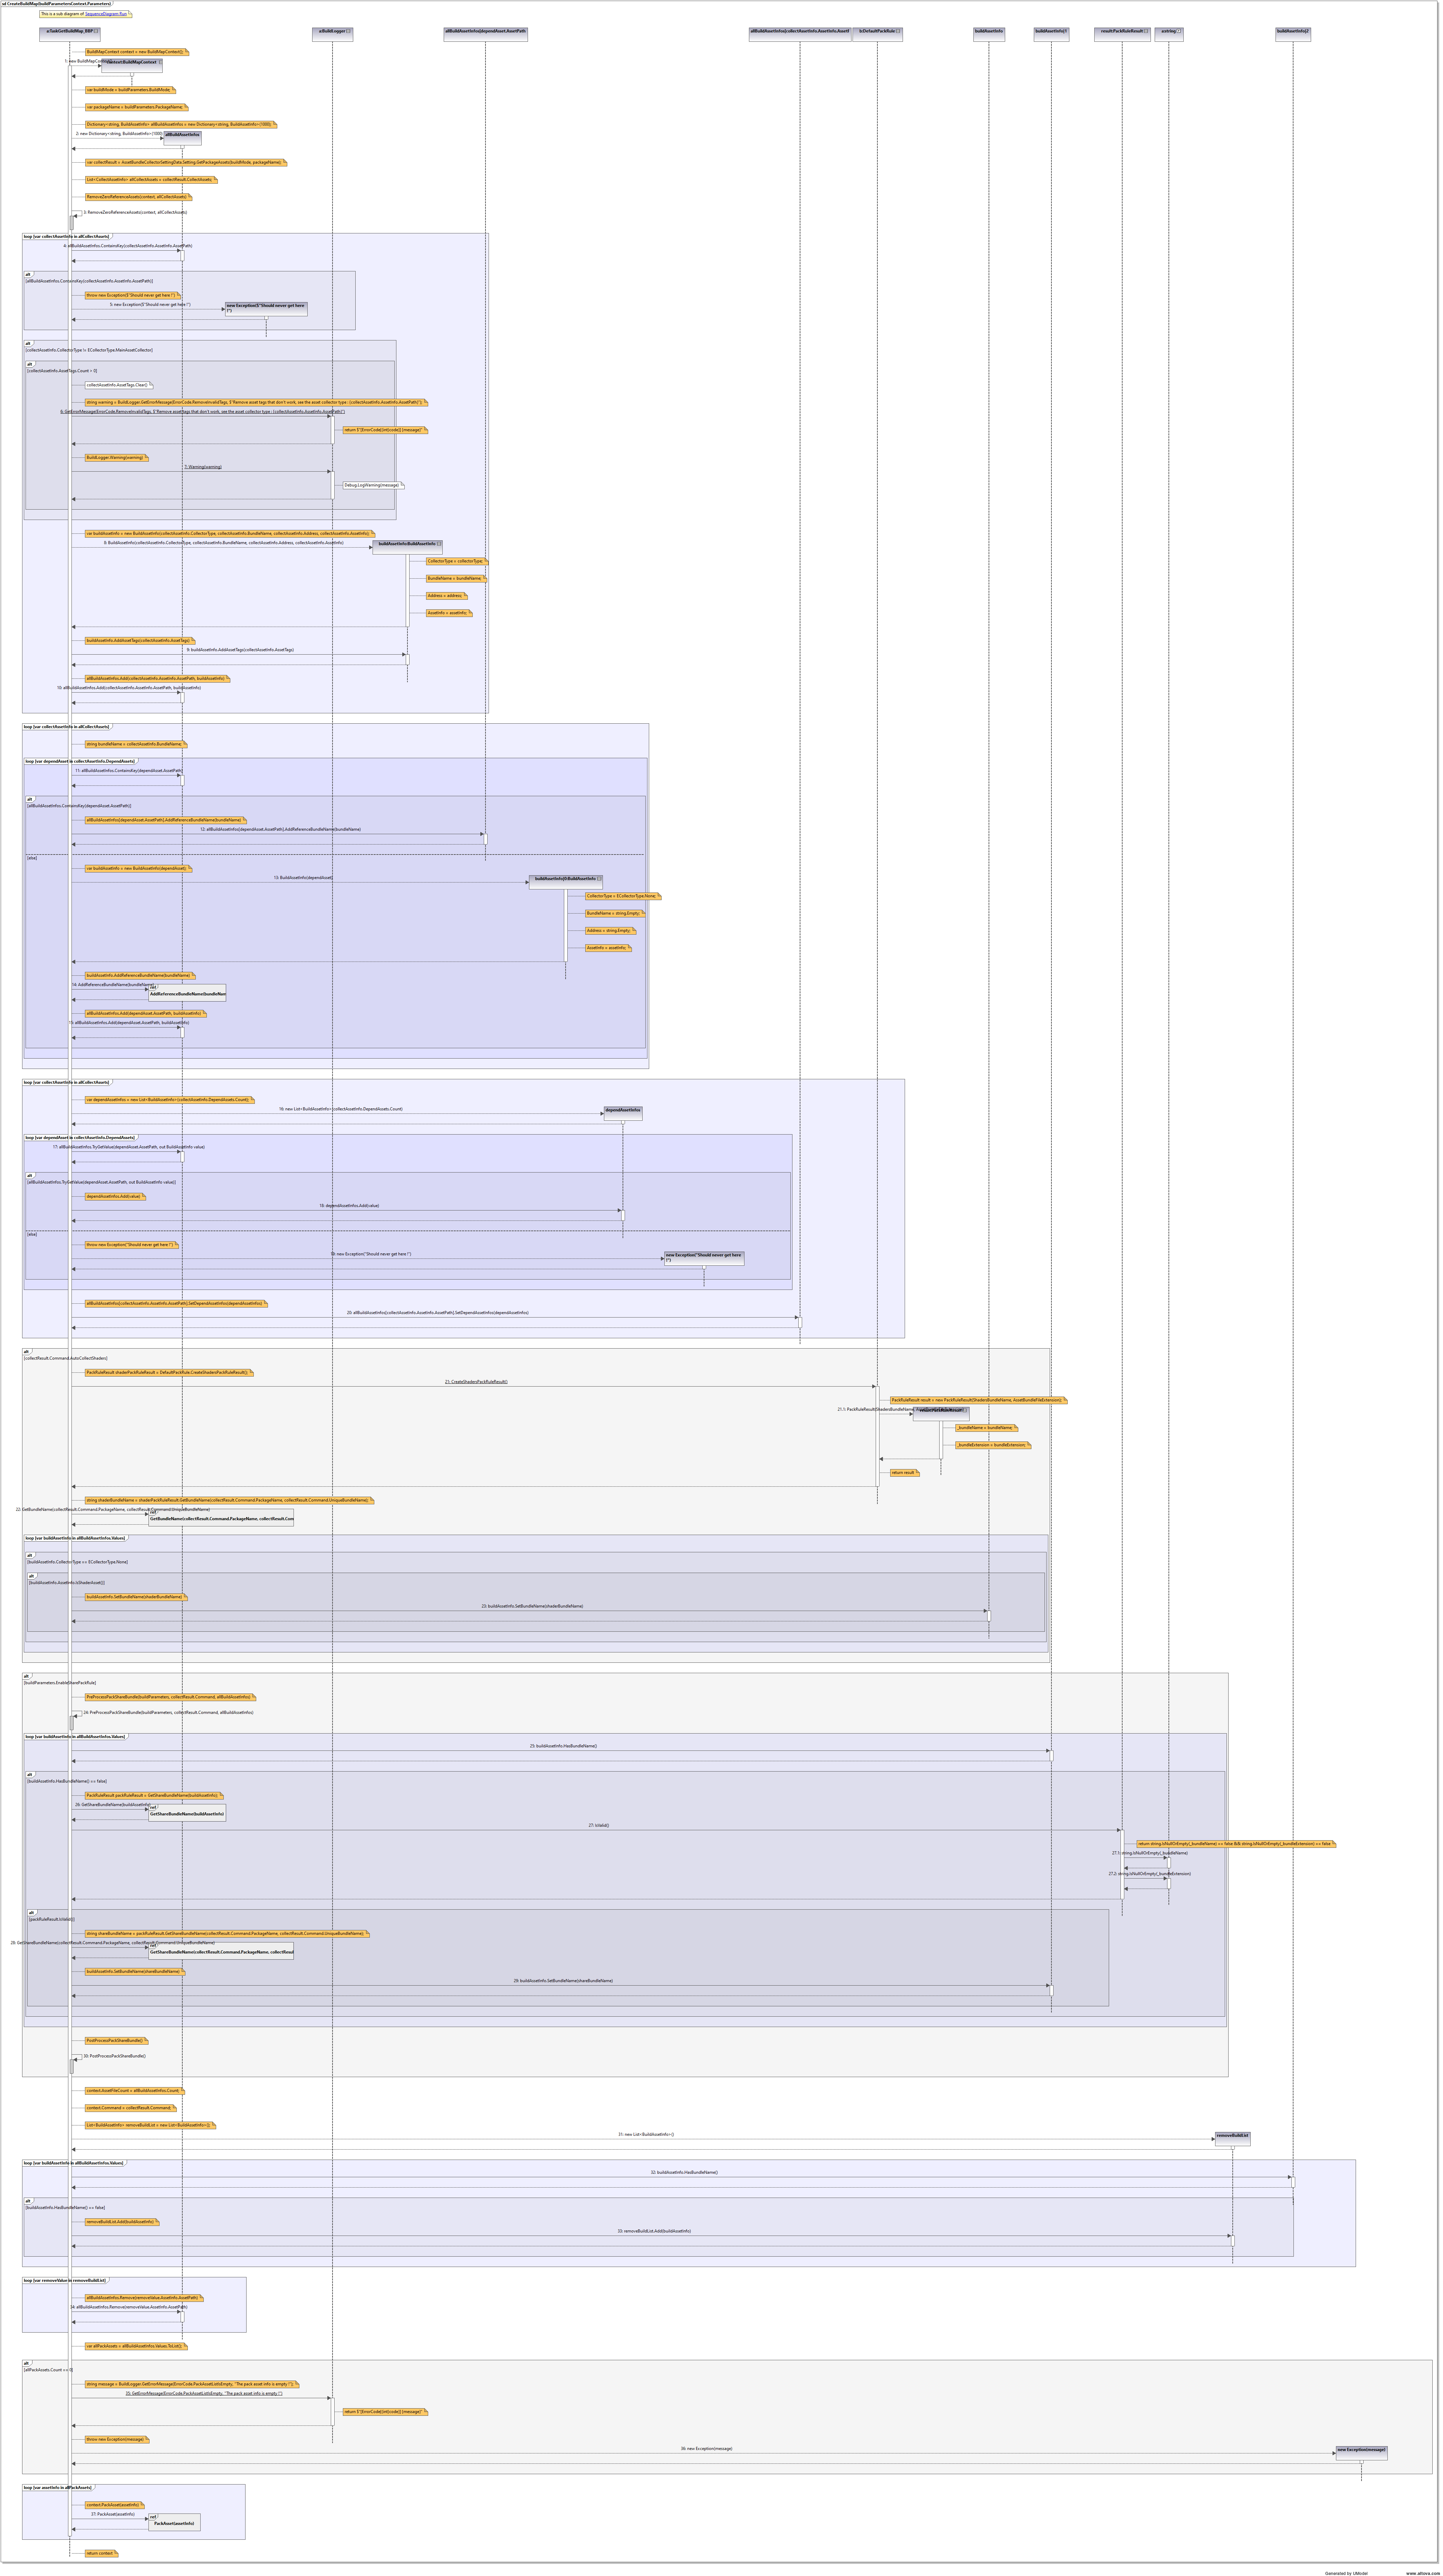 sd CreateBuildMap(buildParametersContext.Parameters)
This is a sub diagram of SequenceDiagram Run
a:TaskGetBuildMap_BBP
:BuildLogger
allBuildAssetInfos[dependAsset.AssetPath]
allBuildAssetInfos[collectAssetInfo.AssetInfo.AssetP
buildAssetInfo
result:PackRuleResult
BuildMapContext context = new BuildMapContext();
context:BuildMapContext
var buildMode = buildParameters.BuildMode;
var packageName = buildParameters.PackageName;
Dictionary<string, BuildAssetInfo> allBuildAssetInfos = new Dictionary<string, BuildAssetInfo>(1000);
2: new Dictionary<string, BuildAssetInfo>(1000)
allBuildAssetInfos
var collectResult = AssetBundleCollectorSettingData.Setting.GetPackageAssets(buildMode, packageName);
List<CollectAssetInfo> allCollectAssets = collectResult.CollectAssets;
RemoveZeroReferenceAssets(context, allCollectAssets)
3: RemoveZeroReferenceAssets(context, allCollectAssets)
loop [var collectAssetInfo in allCollectAssets]
4: allBuildAssetInfos.ContainsKey(collectAssetInfo.AssetInfo.AssetPath)
alt
[allBuildAssetInfos.ContainsKey(collectAssetInfo.AssetInfo.AssetPath)]
throw new Exception($"Should never get here !")
5: new Exception($"Should never get here !")
new Exception($"Should never get here !")
alt
[collectAssetInfo.CollectorType != ECollectorType.MainAssetCollector]
alt
[collectAssetInfo.AssetTags.Count > 0]
collectAssetInfo.AssetTags.Clear()
string warning = BuildLogger.GetErrorMessage(ErrorCode.RemoveInvalidTags, $"Remove asset tags that don't work, see the asset collector type : {collectAssetInfo.AssetInfo.AssetPath}");
6: GetErrorMessage(ErrorCode.RemoveInvalidTags, $"Remove asset tags that don't work, see the asset collector type : {collectAssetInfo.AssetInfo.AssetPath}")
return $"[ErrorCode{(int)code}] {message}"
BuildLogger.Warning(warning)
7: Warning(warning)
Debug.LogWarning(message)
var buildAssetInfo = new BuildAssetInfo(collectAssetInfo.CollectorType, collectAssetInfo.BundleName, collectAssetInfo.Address, collectAssetInfo.AssetInfo);
8: BuildAssetInfo(collectAssetInfo.CollectorType, collectAssetInfo.BundleName, collectAssetInfo.Address, collectAssetInfo.AssetInfo)
buildAssetInfo:BuildAssetInfo
CollectorType = collectorType;
BundleName = bundleName;
Address = address;
AssetInfo = assetInfo;
buildAssetInfo.AddAssetTags(collectAssetInfo.AssetTags)
9: buildAssetInfo.AddAssetTags(collectAssetInfo.AssetTags)
allBuildAssetInfos.Add(collectAssetInfo.AssetInfo.AssetPath, buildAssetInfo)
10: allBuildAssetInfos.Add(collectAssetInfo.AssetInfo.AssetPath, buildAssetInfo)
loop [var collectAssetInfo in allCollectAssets]
string bundleName = collectAssetInfo.BundleName;
loop [var dependAsset in collectAssetInfo.DependAssets]
11: allBuildAssetInfos.ContainsKey(dependAsset.AssetPath)
alt
[allBuildAssetInfos.ContainsKey(dependAsset.AssetPath)]
allBuildAssetInfos[dependAsset.AssetPath].AddReferenceBundleName(bundleName)
12: allBuildAssetInfos[dependAsset.AssetPath].AddReferenceBundleName(bundleName)
[else]
var buildAssetInfo = new BuildAssetInfo(dependAsset);
13: BuildAssetInfo(dependAsset)
CollectorType = ECollectorType.None;
BundleName = string.Empty;
Address = string.Empty;
AssetInfo = assetInfo;
buildAssetInfo.AddReferenceBundleName(bundleName)
14: AddReferenceBundleName(bundleName)
ref
AddReferenceBundleName(bundleNam
allBuildAssetInfos.Add(dependAsset.AssetPath, buildAssetInfo)
15: allBuildAssetInfos.Add(dependAsset.AssetPath, buildAssetInfo)
loop [var collectAssetInfo in allCollectAssets]
var dependAssetInfos = new List<BuildAssetInfo>(collectAssetInfo.DependAssets.Count);
16: new List<BuildAssetInfo>(collectAssetInfo.DependAssets.Count)
dependAssetInfos
loop [var dependAsset in collectAssetInfo.DependAssets]
17: allBuildAssetInfos.TryGetValue(dependAsset.AssetPath, out BuildAssetInfo value)
alt
[allBuildAssetInfos.TryGetValue(dependAsset.AssetPath, out BuildAssetInfo value)]
dependAssetInfos.Add(value)
18: dependAssetInfos.Add(value)
[else]
throw new Exception("Should never get here !")
19: new Exception("Should never get here !")
new Exception("Should never get here !")
allBuildAssetInfos[collectAssetInfo.AssetInfo.AssetPath].SetDependAssetInfos(dependAssetInfos)
20: allBuildAssetInfos[collectAssetInfo.AssetInfo.AssetPath].SetDependAssetInfos(dependAssetInfos)
alt
[collectResult.Command.AutoCollectShaders]
PackRuleResult shaderPackRuleResult = DefaultPackRule.CreateShadersPackRuleResult();
21: CreateShadersPackRuleResult()
PackRuleResult result = new PackRuleResult(ShadersBundleName, AssetBundleFileExtension);
_bundleName = bundleName;
_bundleExtension = bundleExtension;
return result
string shaderBundleName = shaderPackRuleResult.GetBundleName(collectResult.Command.PackageName, collectResult.Command.UniqueBundleName);
22: GetBundleName(collectResult.Command.PackageName, collectResult.Command.UniqueBundleName)
ref
GetBundleName(collectResult.Command.PackageName, collectResult.Com
loop [var buildAssetInfo in allBuildAssetInfos.Values]
alt
[buildAssetInfo.CollectorType == ECollectorType.None]
alt
[buildAssetInfo.AssetInfo.IsShaderAsset()]
buildAssetInfo.SetBundleName(shaderBundleName)
23: buildAssetInfo.SetBundleName(shaderBundleName)
alt
[buildParameters.EnableSharePackRule]
PreProcessPackShareBundle(buildParameters, collectResult.Command, allBuildAssetInfos)
24: PreProcessPackShareBundle(buildParameters, collectResult.Command, allBuildAssetInfos)
loop [var buildAssetInfo in allBuildAssetInfos.Values]
25: buildAssetInfo.HasBundleName()
alt
[buildAssetInfo.HasBundleName() == false]
PackRuleResult packRuleResult = GetShareBundleName(buildAssetInfo);
26: GetShareBundleName(buildAssetInfo)
ref
GetShareBundleName(buildAssetInfo)
27: IsValid()
return string.IsNullOrEmpty(_bundleName) == false && string.IsNullOrEmpty(_bundleExtension) == false
27.1: string.IsNullOrEmpty(_bundleName)
27.2: string.IsNullOrEmpty(_bundleExtension)
alt
[packRuleResult.IsValid()]
string shareBundleName = packRuleResult.GetShareBundleName(collectResult.Command.PackageName, collectResult.Command.UniqueBundleName);
28: GetShareBundleName(collectResult.Command.PackageName, collectResult.Command.UniqueBundleName)
ref
GetShareBundleName(collectResult.Command.PackageName, collectResul
buildAssetInfo.SetBundleName(shareBundleName)
29: buildAssetInfo.SetBundleName(shareBundleName)
PostProcessPackShareBundle()
30: PostProcessPackShareBundle()
context.AssetFileCount = allBuildAssetInfos.Count;
context.Command = collectResult.Command;
List<BuildAssetInfo> removeBuildList = new List<BuildAssetInfo>();
31: new List<BuildAssetInfo>()
removeBuildList
loop [var buildAssetInfo in allBuildAssetInfos.Values]
32: buildAssetInfo.HasBundleName()
alt
[buildAssetInfo.HasBundleName() == false]
removeBuildList.Add(buildAssetInfo)
33: removeBuildList.Add(buildAssetInfo)
loop [var removeValue in removeBuildList]
allBuildAssetInfos.Remove(removeValue.AssetInfo.AssetPath)
34: allBuildAssetInfos.Remove(removeValue.AssetInfo.AssetPath)
var allPackAssets = allBuildAssetInfos.Values.ToList();
alt
[allPackAssets.Count == 0]
string message = BuildLogger.GetErrorMessage(ErrorCode.PackAssetListIsEmpty, "The pack asset info is empty !");
35: GetErrorMessage(ErrorCode.PackAssetListIsEmpty, "The pack asset info is empty !")
return $"[ErrorCode{(int)code}] {message}"
throw new Exception(message)
36: new Exception(message)
new Exception(message)
loop [var assetInfo in allPackAssets]
context.PackAsset(assetInfo)
37: PackAsset(assetInfo)
ref
PackAsset(assetInfo)
return context
Generated by UModel
www.altova.com